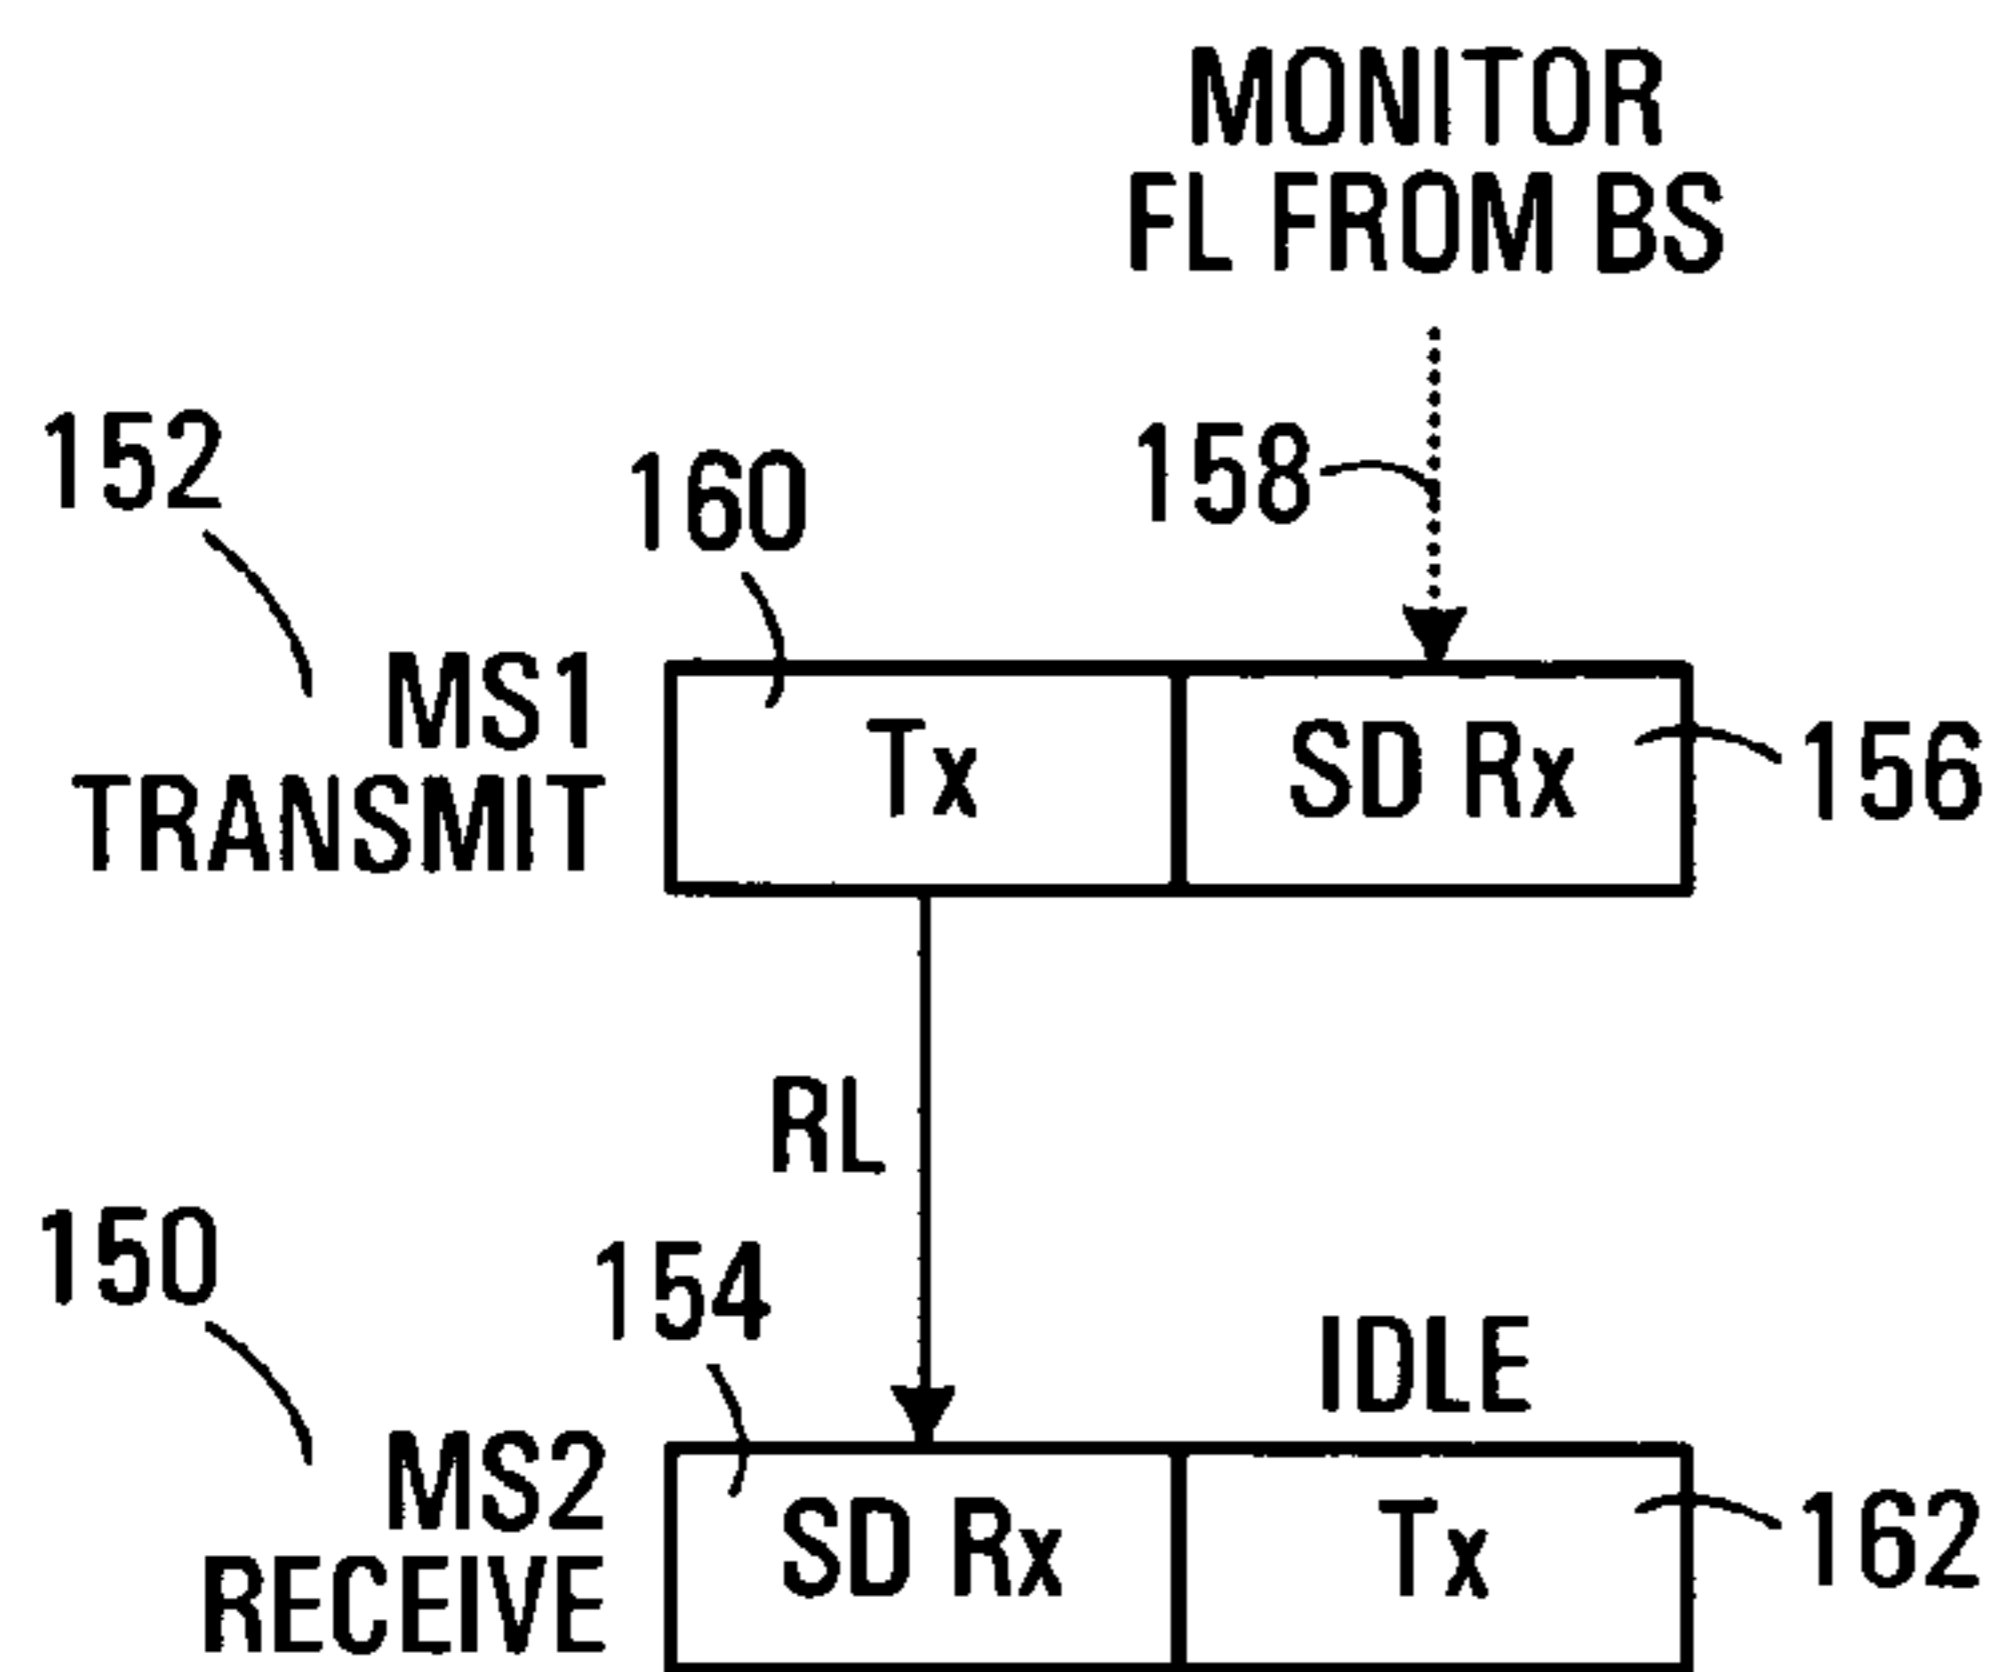 MONITOR
FL FROM BS
152
160
158
MS1
TRANSMIT
Tx
SD Rx
156
RL
150
154
IDLE
MS2
RECEIVE
SD Rx
Tx
162